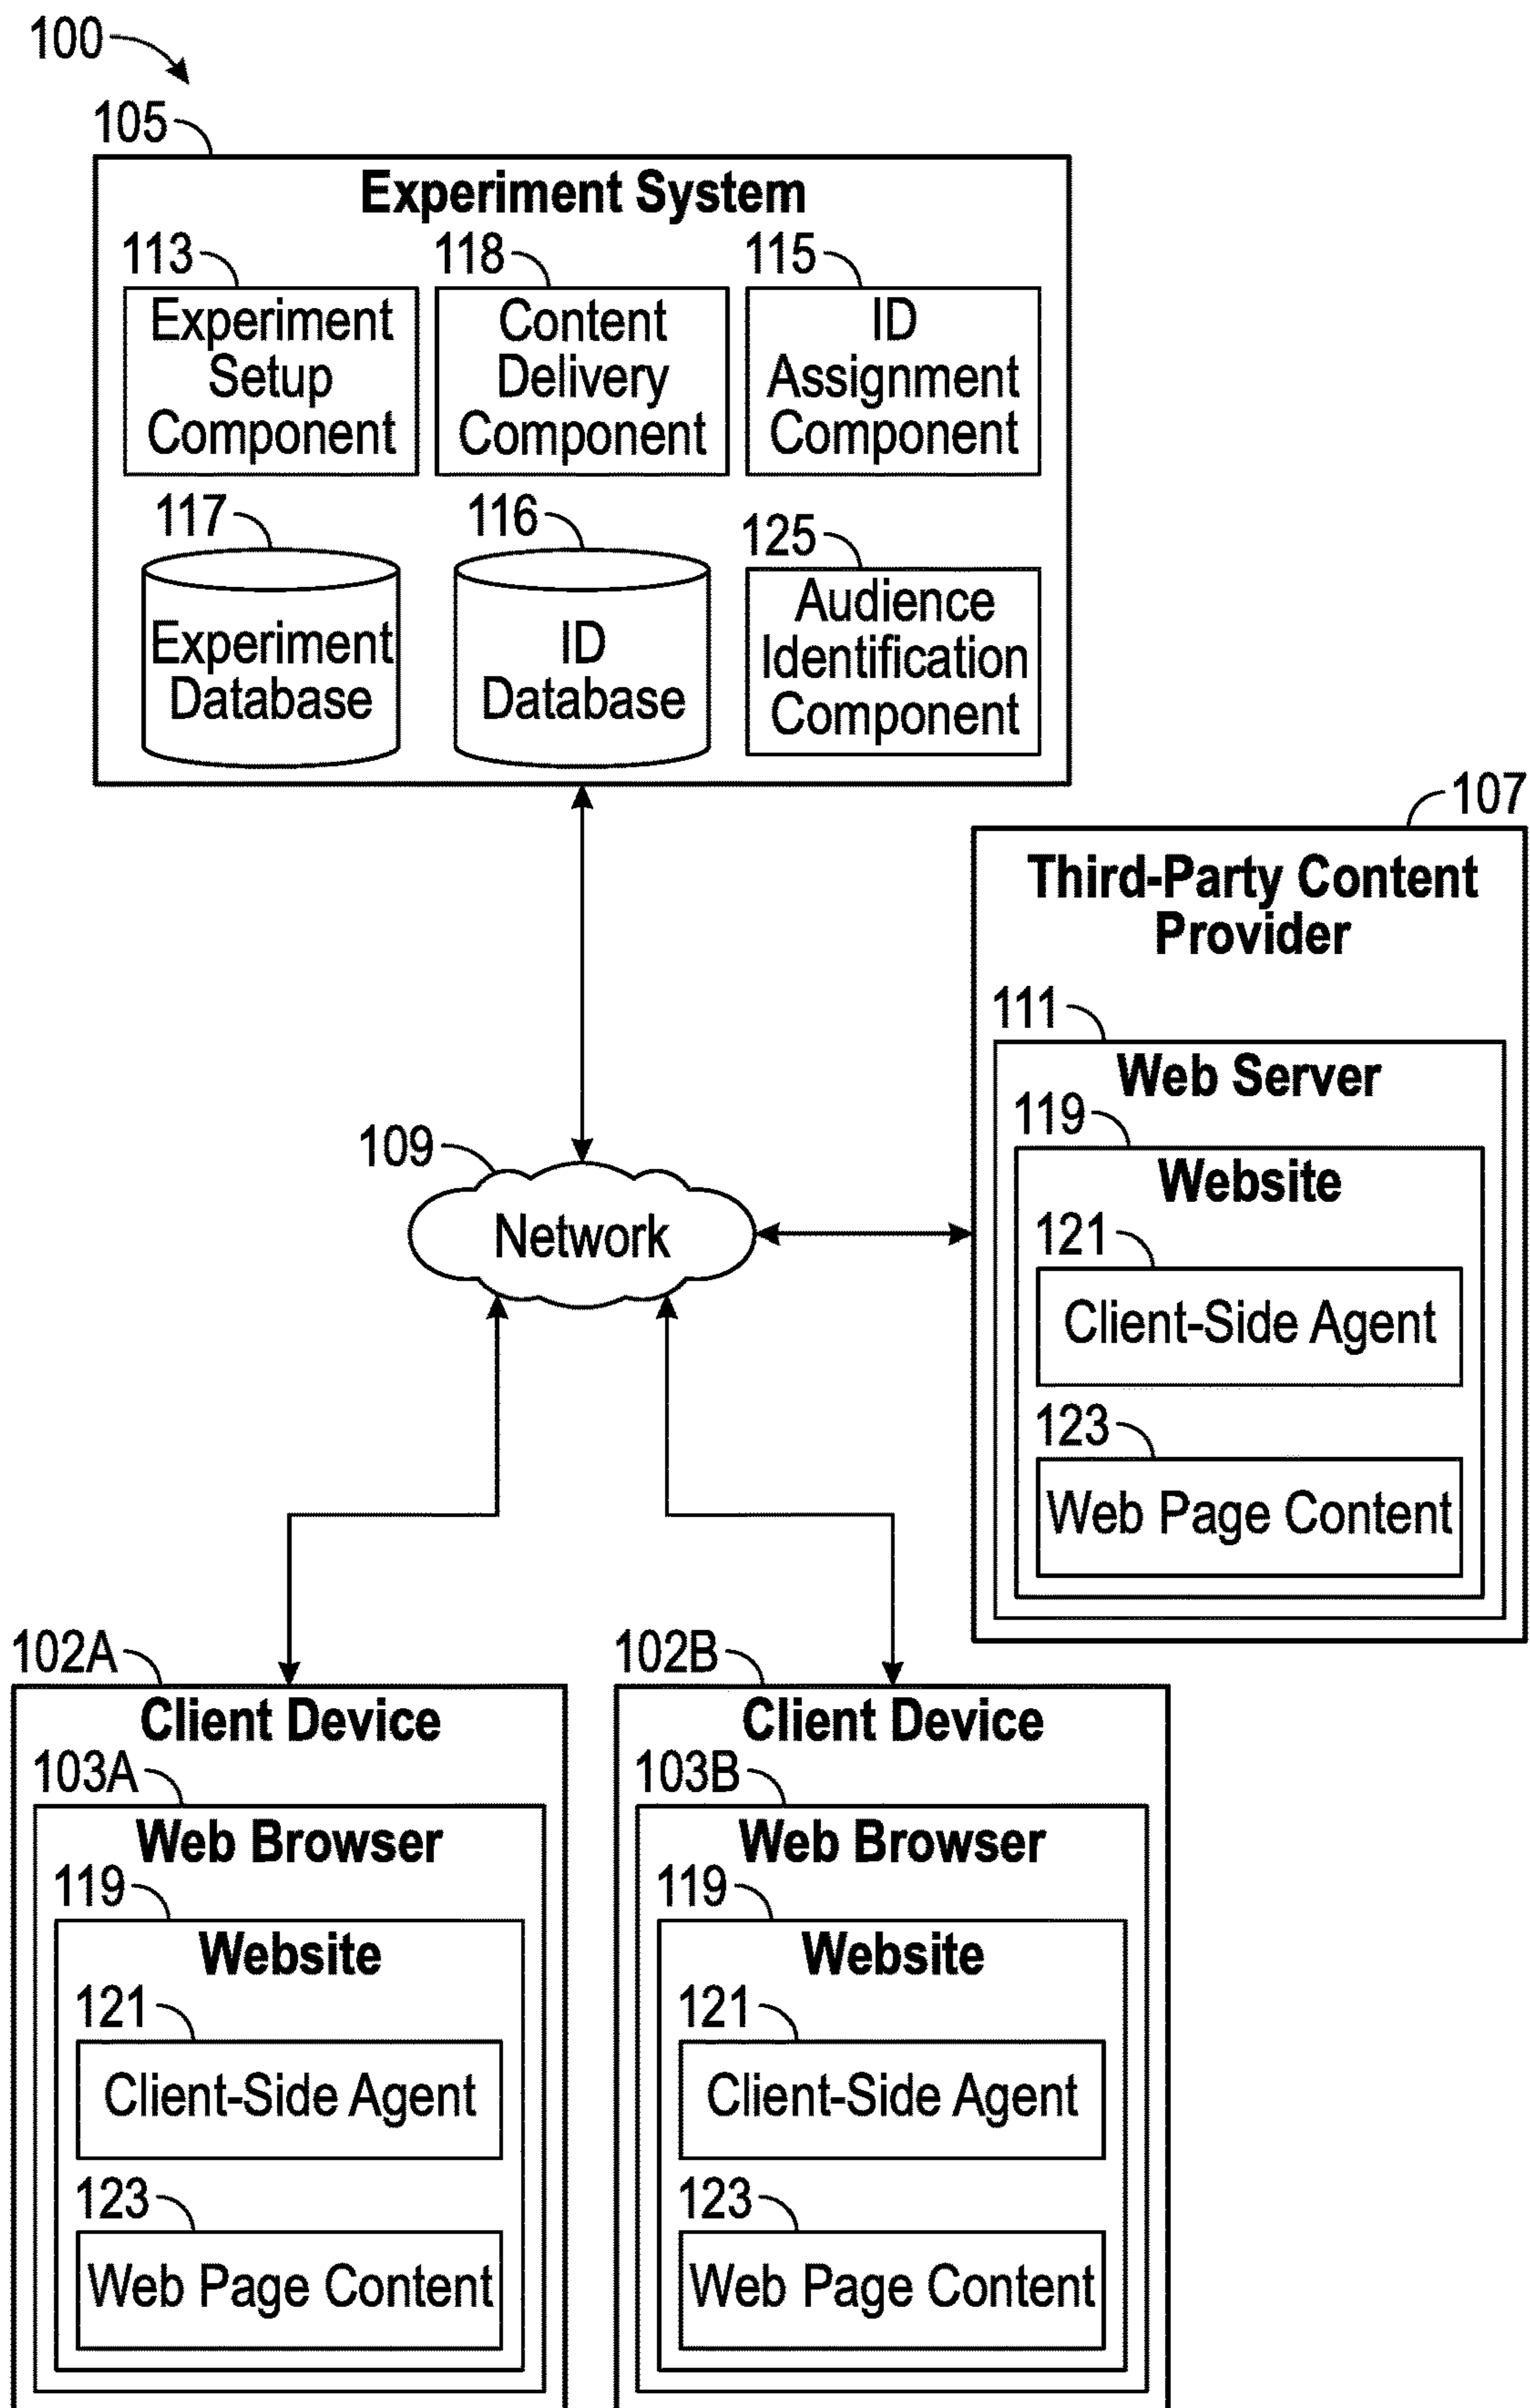 100
105
Experiment System
113
Experiment
Setup
Component
118
Content
Delivery
Component
115
ID
Assignment
Component
117
Experiment
Database
116
ID
Database
125
Audience
Identification
Component
107
Third-Party Content
Provider
111
Web Server
119
Website
121
Client-Side Agent
123
Web Page Content
109
Network
102A
Client Device
103A
Web Browser
119
Website
121
Client-Side Agent
123
Web Page Content
102B
Client Device
103B
Web Browser
119
Website
121
Client-Side Agent
123
Web Page Content